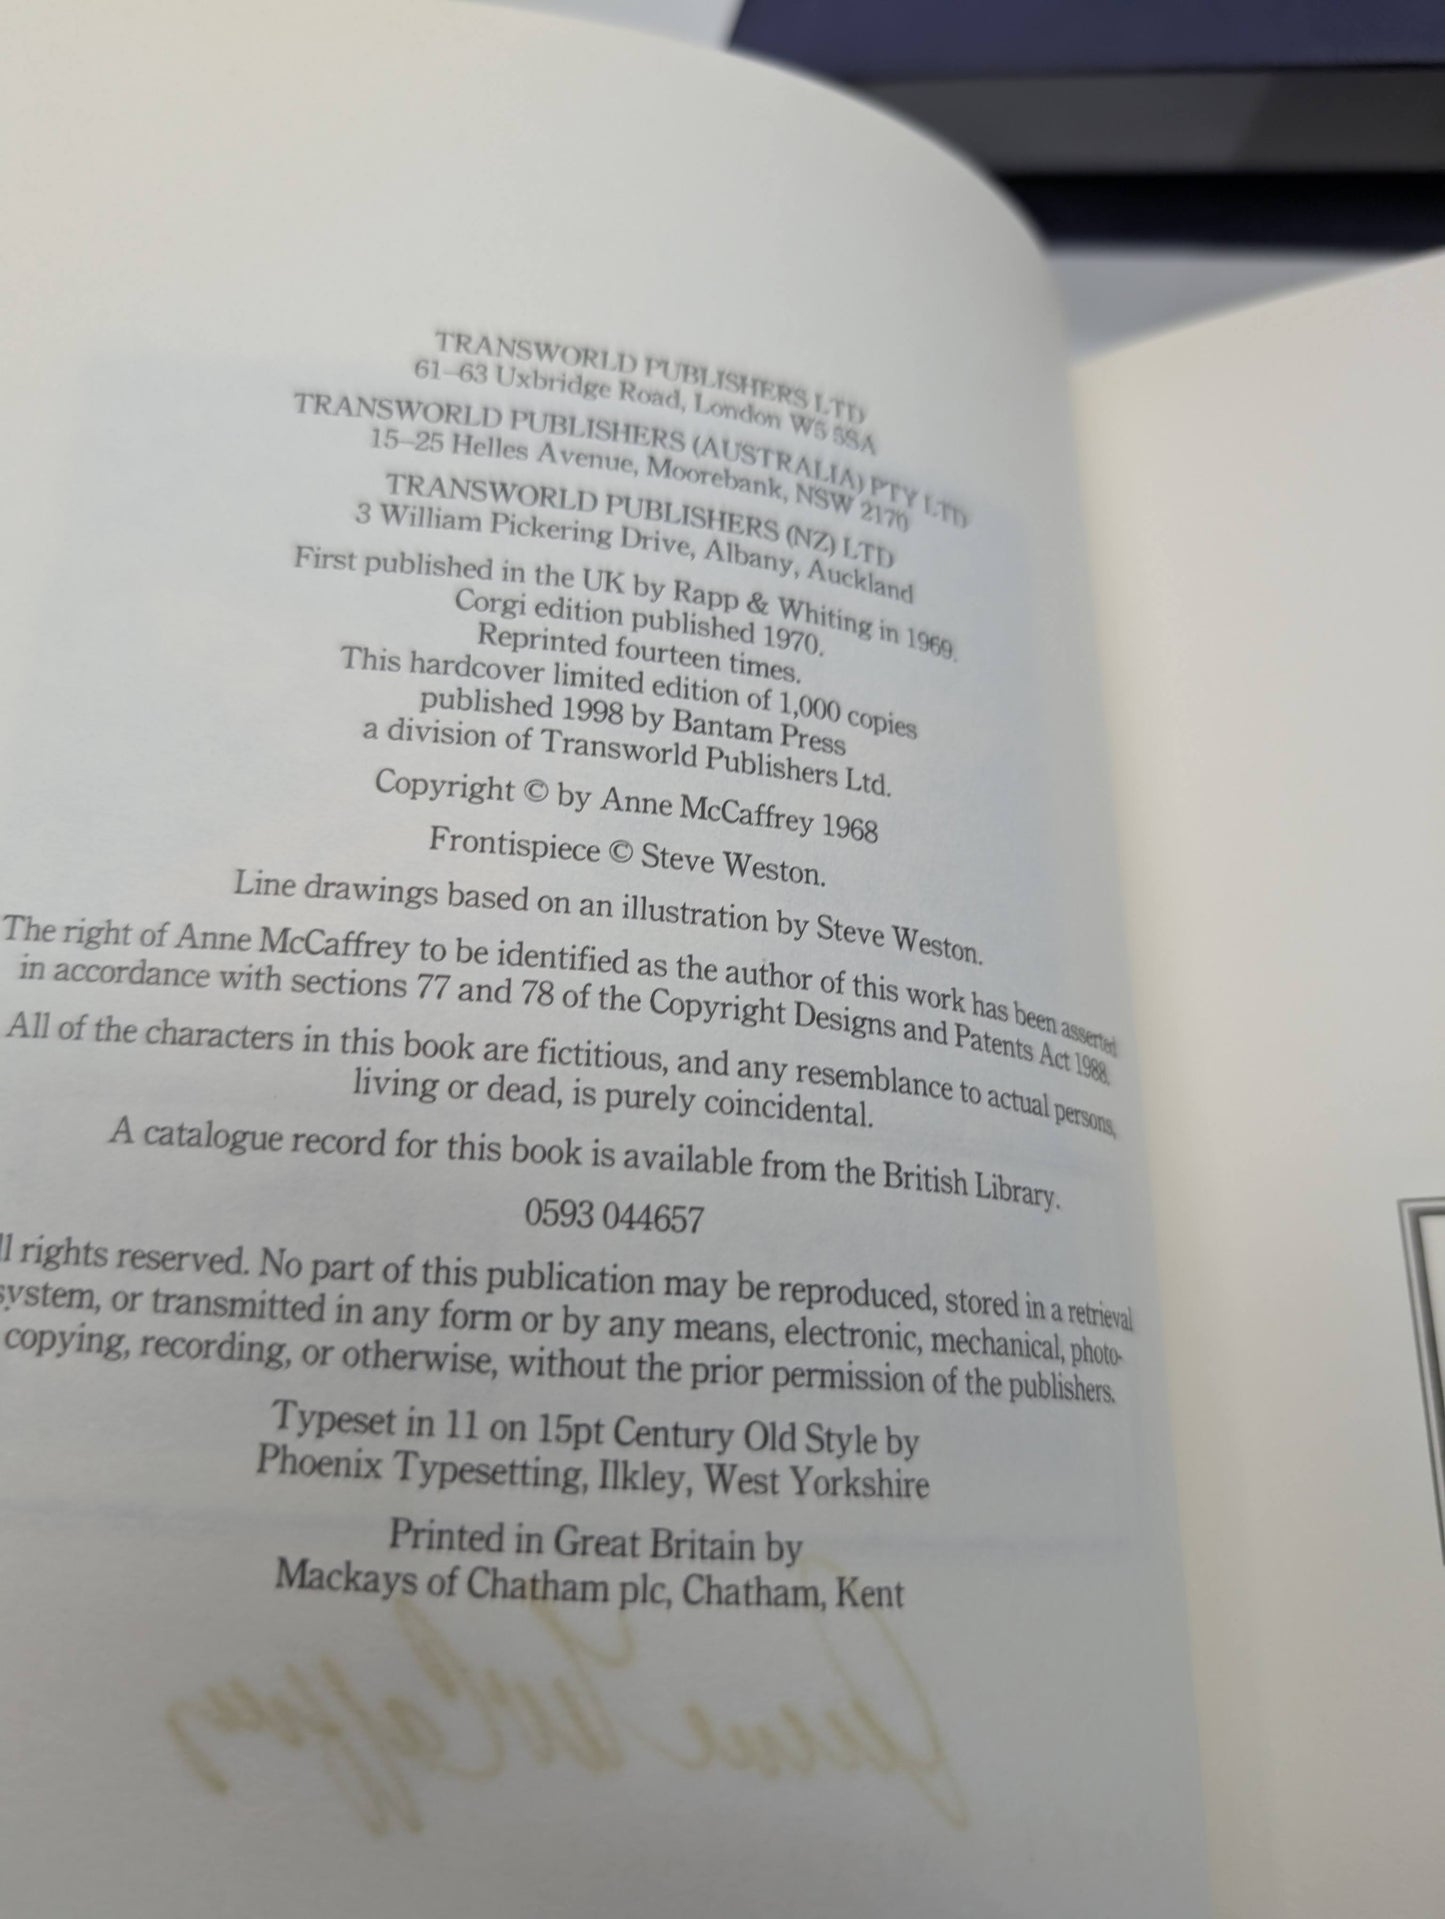 TRANSWORLD PUBLISHERS LTD
61–63 Uxbridge Road, London W5 5SA
TRANSWORLD PUBLISHERS (AUSTRALIA) PTY LTD
15–25 Helles Avenue, Moorebank, NSW 2170
TRANSWORLD PUBLISHERS (NZ) LTD
3 William Pickering Drive, Albany, Auckland
First published in the UK by Rapp & Whiting in 1969.
Corgi edition published 1970.
Reprinted fourteen times.
This hardcover limited edition of 1,000 copies
published 1998 by Bantam Press
a division of Transworld Publishers Ltd.
Copyright © by Anne McCaffrey 1968
Frontispiece © Steve Weston.
Line drawings based on an illustration by Steve Weston.
The right of Anne McCaffrey to be identified as the author of this work has been asserted
in accordance with sections 77 and 78 of the Copyright Designs and Patents Act 1988.
All of the characters in this book are fictitious, and any resemblance to actual persons,
living or dead, is purely coincidental.
A catalogue record for this book is available from the British Library.
0593 044657
ll rights reserved. No part of this publication may be reproduced, stored in a retrieval
system, or transmitted in any form or by any means, electronic, mechanical, photo-
copying, recording, or otherwise, without the prior permission of the publishers.
Typeset in 11 on 15pt Century Old Style by
Phoenix Typesetting, Ilkley, West Yorkshire
Printed in Great Britain by
Mackays of Chatham plc, Chatham, Kent
Anne McCaffrey